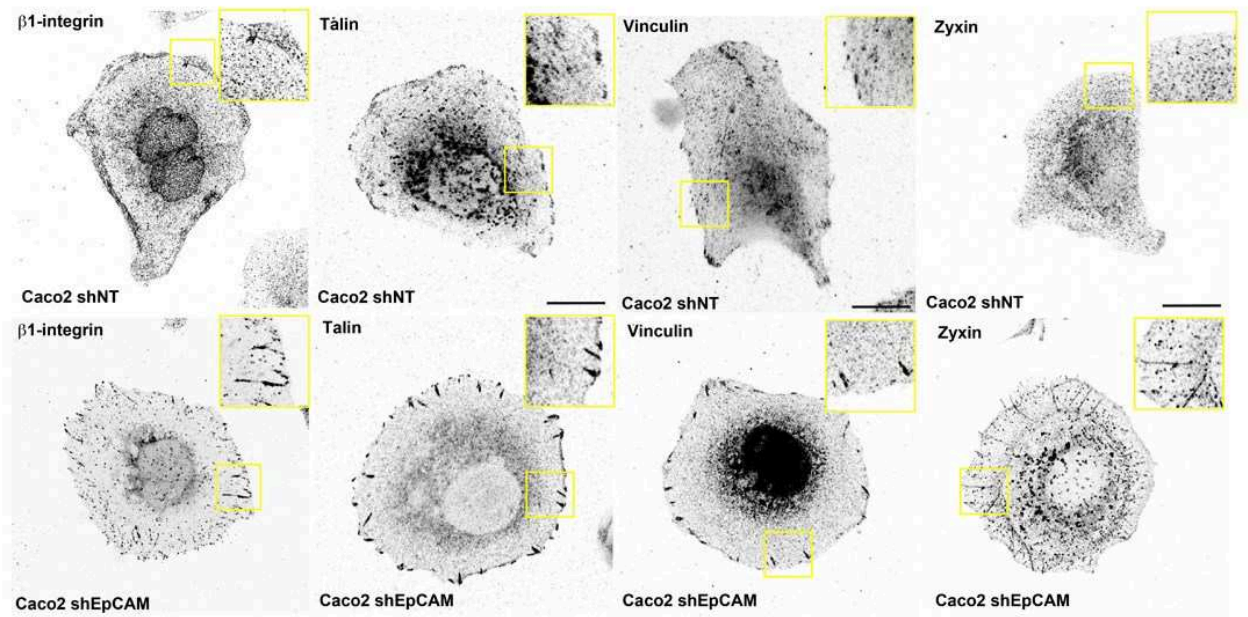 β1-integrin
Talin
Vinculin
Zyxin
Caco2 shNT
Caco2 shNT
Caco2 shNT
Caco2 shNT
β1-integrin
Talin
Vinculin
Zyxin
Caco2 shEpCAM
Caco2 shEpCAM
Caco2 shEpCAM
Caco2 shEpCAM